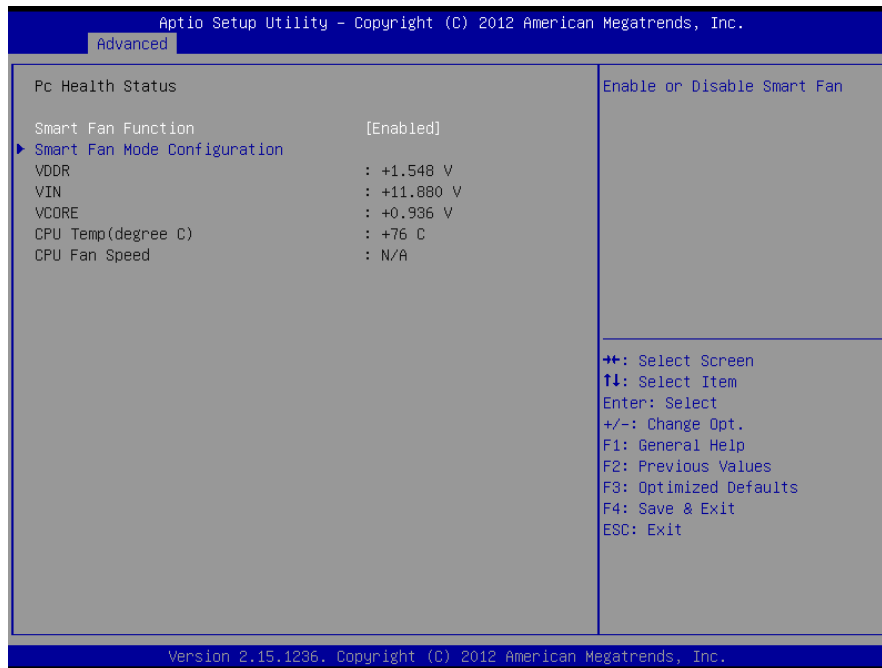 Aptio Setup Utility – Copyright (C) 2012 American Megatrends, Inc.
Advanced
Pc Health Status
Smart Fan Function [Enabled]
Smart Fan Mode Configuration
VDDR : +1.548 V
VIN : +11.880 V
VCORE : +0.936 V
CPU Temp(degree C) : +76 C
CPU Fan Speed : N/A
Enable or Disable Smart Fan
→←: Select Screen
↑↓: Select Item
Enter: Select
+/-: Change Opt.
F1: General Help
F2: Previous Values
F3: Optimized Defaults
F4: Save & Exit
ESC: Exit
Version 2.15.1236. Copyright (C) 2012 American Megatrends, Inc.